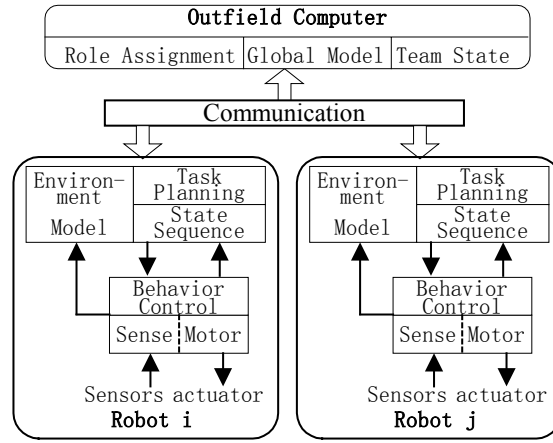 Outfield Computer
Role Assignment Global Model Team State
Communication
Environ-
ment
Model
Task
Planning
State
Sequence
Behavior
Control
Sense Motor
Sensors actuator
Robot i
Environ-
ment
Model
Task
Planning
State
Sequence
Behavior
Control
Sense Motor
Sensors actuator
Robot j